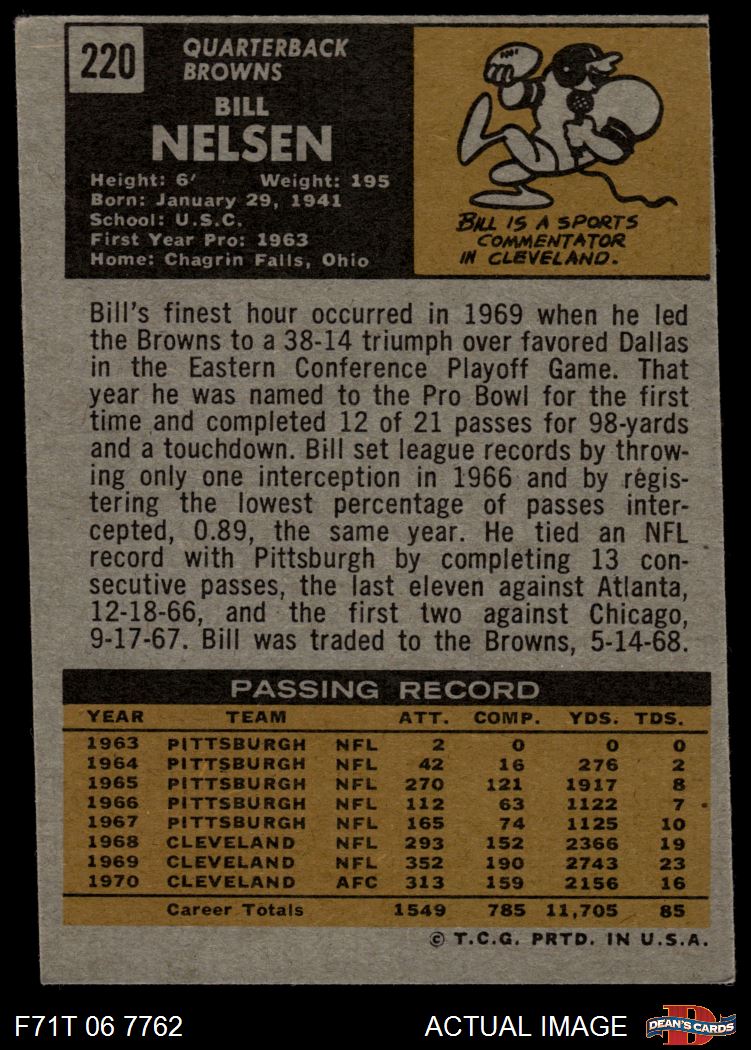 220
QUARTERBACK
BROWNS
BILL
NELSEN
Height: 6' Weight: 195
Born: January 29, 1941
School: U.S.C.
First Year Pro: 1963
Home: Chagrin Falls, Ohio
BILL IS A SPORTS
COMMENTATOR
IN CLEVELAND.
Bill's finest hour occurred in 1969 when he led
the Browns to a 38-14 triumph over favored Dallas
in the Eastern Conference Playoff Game. That
year he was named to the Pro Bowl for the first
time and completed 12 of 21 passes for 98-yards
and a touchdown. Bill set league records by throw-
ing only one interception in 1966 and by regis-
tering the lowest percentage of passes inter-
cepted, 0.89, the same year. He tied an NFL
record with Pittsburgh by completing 13 con-
secutive passes, the last eleven against Atlanta,
12-18-66, and the first two against Chicago,
9-17-67. Bill was traded to the Browns, 5-14-68.
PASSING RECORD
YEAR TEAM ATT. COMP. YDS. TDS.
1963 PITTSBURGH NFL 2 0 0 0
1964 PITTSBURGH NFL 42 16 276 2
1965 PITTSBURGH NFL 270 121 1917 8
1966 PITTSBURGH NFL 112 63 1122 7
1967 PITTSBURGH NFL 165 74 1125 10
1968 CLEVELAND NFL 293 152 2366 19
1969 CLEVELAND NFL 352 190 2743 23
1970 CLEVELAND AFC 313 159 2156 16
Career Totals 1549 785 11,705 85
© T.C.G. PRTD. IN U.S.A.
F71T 06 7762 ACTUAL IMAGE D DEAN'S CARDS